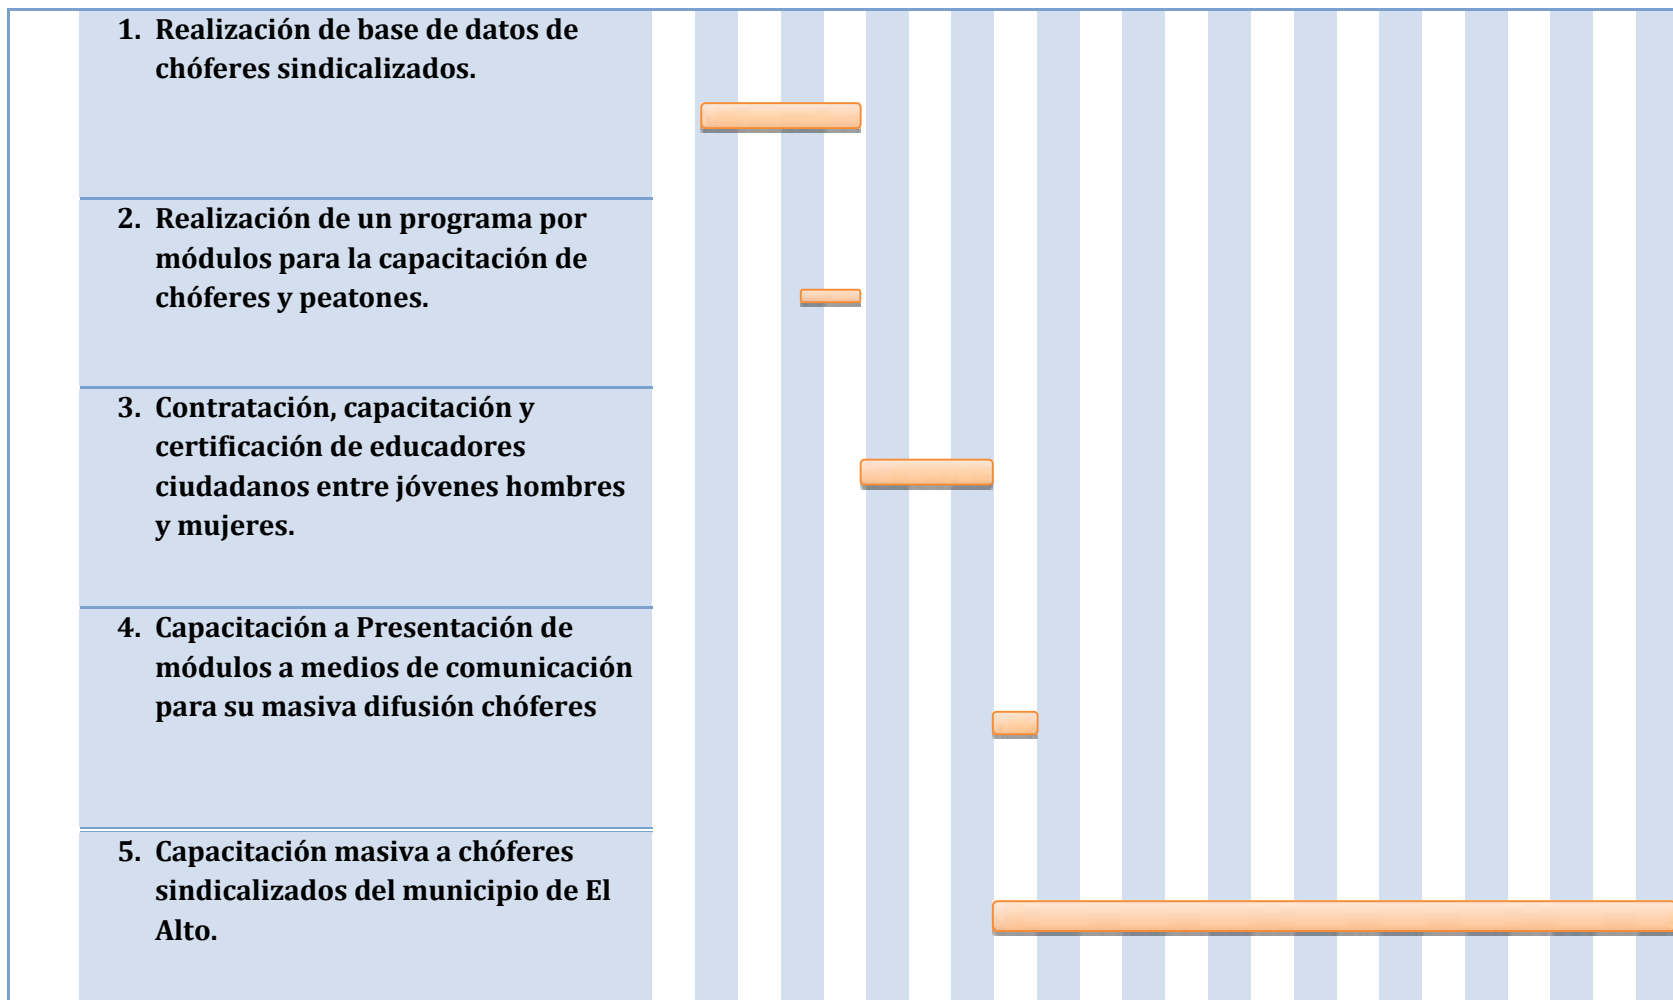 1. Realización de base de datos de
chóferes sindicalizados.
2. Realización de un programa por
módulos para la capacitación de
chóferes y peatones.
3. Contratación, capacitación y
certificación de educadores
ciudadanos entre jóvenes hombres
y mujeres.
4. Capacitación a Presentación de
módulos a medios de comunicación
para su masiva difusión chóferes
5. Capacitación masiva a chóferes
sindicalizados del municipio de El
Alto.